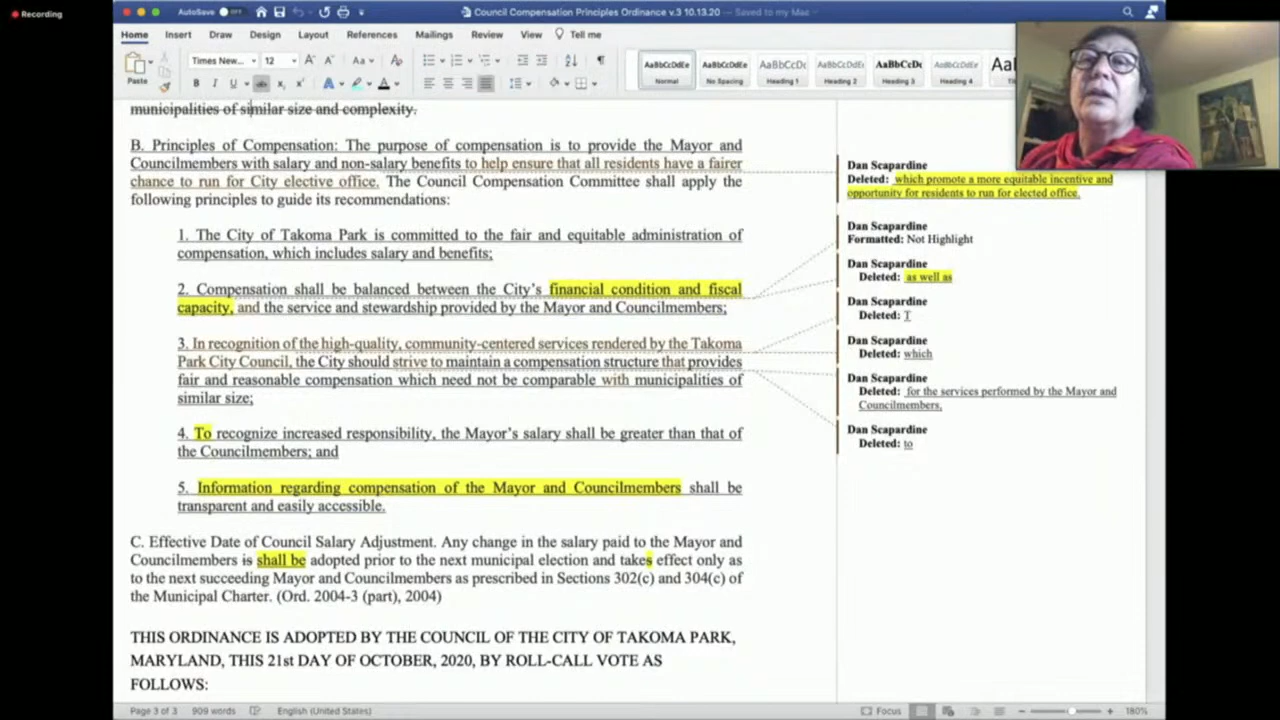 Recording
AutoSave OFF
Council Compensation Principles Ordinance v.3 10.13.20 — Saved to my Mac
Home Insert Draw Design Layout References Mailings Review View Tell me
Paste
Times New... 12
AaBbCcDdEe AaBbCcDdEe AaBbCcDc AaBbCcDdEe AaBbCcDc AaBbCcDdEe
Normal No Spacing Heading 1 Heading 2 Heading 3 Heading 4
municipalities of similar size and complexity.
B. Principles of Compensation: The purpose of compensation is to provide the Mayor and
Councilmembers with salary and non-salary benefits to help ensure that all residents have a fairer
chance to run for City elective office. The Council Compensation Committee shall apply the
following principles to guide its recommendations:
1. The City of Takoma Park is committed to the fair and equitable administration of
compensation, which includes salary and benefits;
2. Compensation shall be balanced between the City's financial condition and fiscal
capacity, and the service and stewardship provided by the Mayor and Councilmembers;
3. In recognition of the high-quality, community-centered services rendered by the Takoma
Park City Council, the City should strive to maintain a compensation structure that provides
fair and reasonable compensation which need not be comparable with municipalities of
similar size;
4. To recognize increased responsibility, the Mayor's salary shall be greater than that of
the Councilmembers; and
5. Information regarding compensation of the Mayor and Councilmembers shall be
transparent and easily accessible.
C. Effective Date of Council Salary Adjustment. Any change in the salary paid to the Mayor and
Councilmembers is shall be adopted prior to the next municipal election and takes effect only as
to the next succeeding Mayor and Councilmembers as prescribed in Sections 302(c) and 304(c) of
the Municipal Charter. (Ord. 2004-3 (part), 2004)
THIS ORDINANCE IS ADOPTED BY THE COUNCIL OF THE CITY OF TAKOMA PARK,
MARYLAND, THIS 21st DAY OF OCTOBER, 2020, BY ROLL-CALL VOTE AS
FOLLOWS:
Dan Scapardine
Deleted: which promote a more equitable incentive and
opportunity for residents to run for elected office.
Dan Scapardine
Formatted: Not Highlight
Dan Scapardine
Deleted: as well as
Dan Scapardine
Deleted: T
Dan Scapardine
Deleted: which
Dan Scapardine
Deleted: for the services performed by the Mayor and
Councilmembers,
Dan Scapardine
Deleted: to
Page 3 of 3 909 words English (United States) Focus 180%